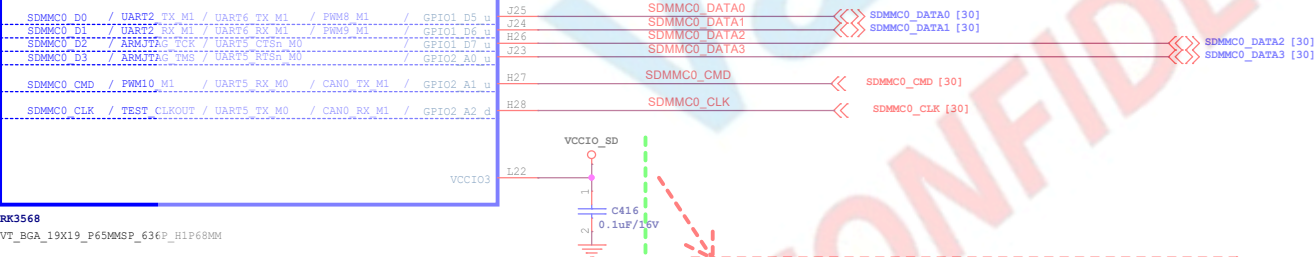 SDMMC0_D0 / UART2_TX_M1 / UART6_TX_M1 / PWM8_M1 / GPIO1_D5_u J25 SDMMC0_DATA0 SDMMC0_DATA0 [30]
SDMMC0_D1 / UART2_RX_M1 / UART6_RX_M1 / PWM9_M1 / GPIO1_D6_u J24 SDMMC0_DATA1 SDMMC0_DATA1 [30]
SDMMC0_D2 / ARMJTAG_TCK / UART5_CTSn_M0 / GPIO1_D7_u H26 SDMMC0_DATA2 SDMMC0_DATA2 [30]
SDMMC0_D3 / ARMJTAG_TMS / UART5_RTSn_M0 / GPIO2_A0_u J23 SDMMC0_DATA3 SDMMC0_DATA3 [30]
SDMMC0_CMD / PWM10_M1 / UART5_RX_M0 / CAN0_TX_M1 / GPIO2_A1_u H27 SDMMC0_CMD SDMMC0_CMD [30]
SDMMC0_CLK / TEST_CLKOUT / UART5_TX_M0 / CAN0_RX_M1 / GPIO2_A2_d H28 SDMMC0_CLK SDMMC0_CLK [30]
VCCIO_SD
VCCIO3 L22
1
C416
0.1uF/16V
2
RK3568
VT_BGA_19X19_P65MMSP_636P_H1P68MM
CONFIDE